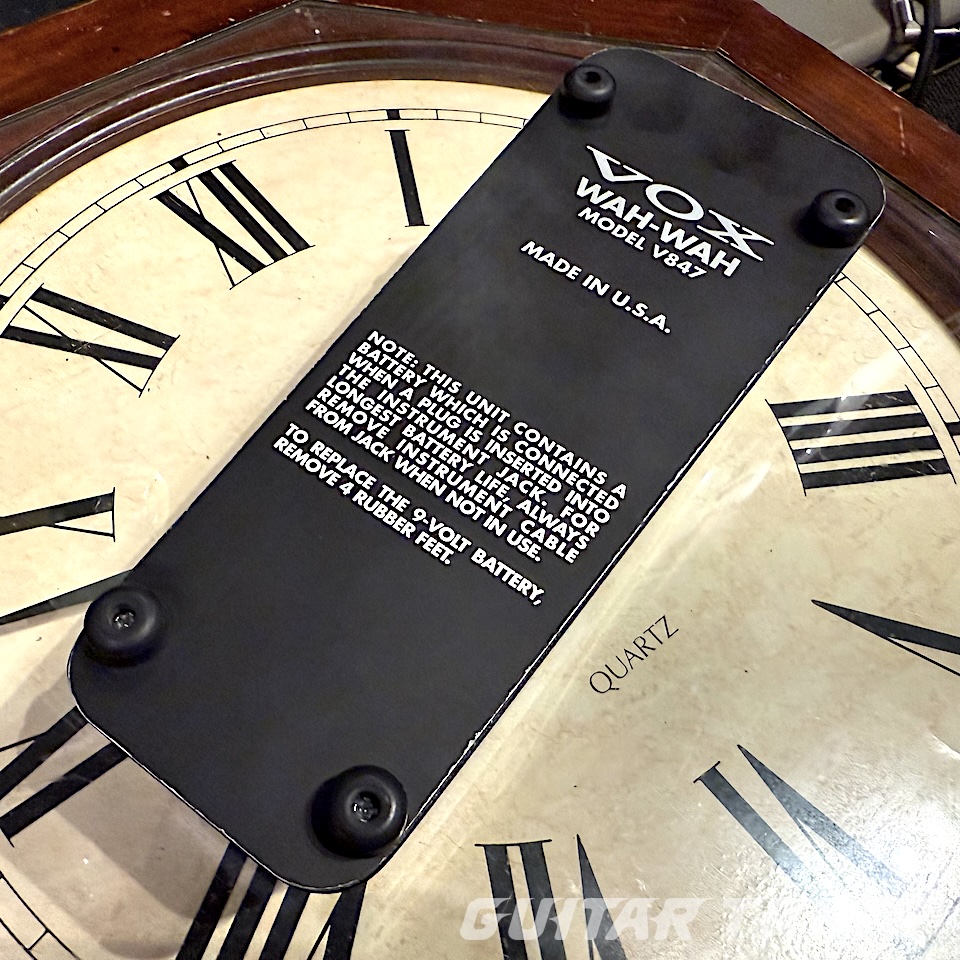 VOX
WAH-WAH
MODEL V847
MADE IN U.S.A.
NOTE: THIS UNIT CONTAINS A
BATTERY WHICH IS CONNECTED
WHEN A PLUG IS INSERTED INTO
THE INSTRUMENT JACK. FOR
LONGEST BATTERY LIFE, ALWAYS
REMOVE INSTRUMENT CABLE
FROM JACK WHEN NOT IN USE.
TO REPLACE THE 9-VOLT BATTERY,
REMOVE 4 RUBBER FEET.
QUARTZ
GUITAR